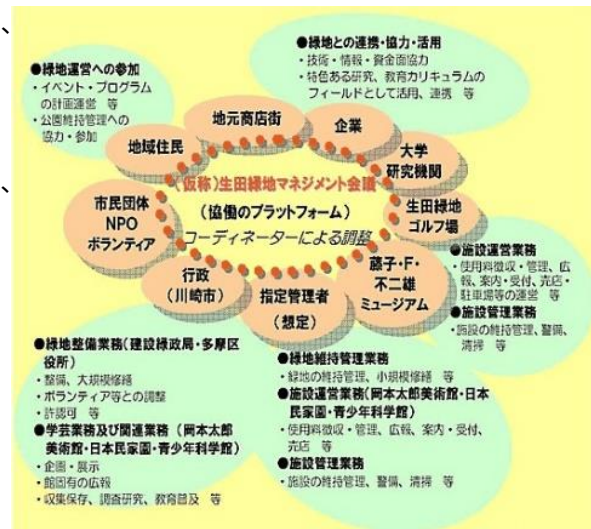 、
、
●緑地運営への参加
・イベント・プログラム
の計画運営 等
・公園維持管理への
協力・参加
●緑地との連携・協力・活用
・技術・情報・資金面協力
・特色ある研究、教育カリキュラムの
フィールドとして活用、連携 等
地域住民
地元商店街
企業
大学
研究機関
生田緑地
ゴルフ場
市民団体
NPO
ボランティア
(仮称)生田緑地マネジメント会議
(協働のプラットフォーム)
コーディネーターによる調整
行政
(川崎市)
指定管理者
(想定)
藤子・F・
不二雄
ミュージアム
●施設運営業務
・使用料徴収・管理、広
報、案内・受付、売店・
駐車場等の運営 等
●施設管理業務
・施設の維持管理、警備、
清掃 等
●緑地整備業務(建設緑政局・多摩区
役所)
・整備、大規模修繕
・ボランティア等との調整
・許認可 等
●学芸業務及び関連業務(岡本太郎
美術館・日本民家園・青少年科学館)
・企画・展示
・館固有の広報
・収集保存、調査研究、教育普及 等
●緑地維持管理業務
・緑地の維持管理、小規模修繕 等
●施設運営業務(岡本太郎美術館・日本
民家園・青少年科学館)
・使用料徴収・管理、広報、案内・受付、
売店 等
●施設管理業務
・施設の維持管理、警備、清掃 等